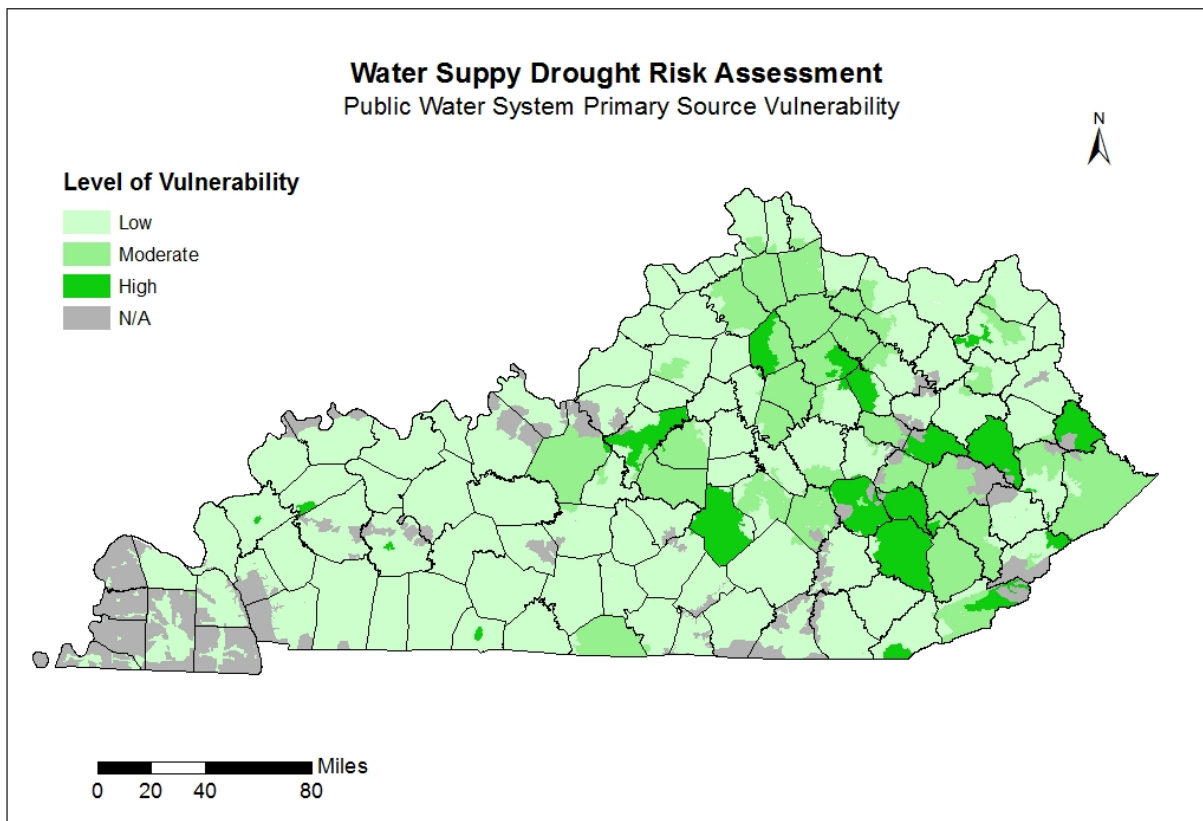 Water Suppy Drought Risk Assessment
Public Water System Primary Source Vulnerability
N
Level of Vulnerability
Low
Moderate
High
N/A
Miles
0 20 40 80